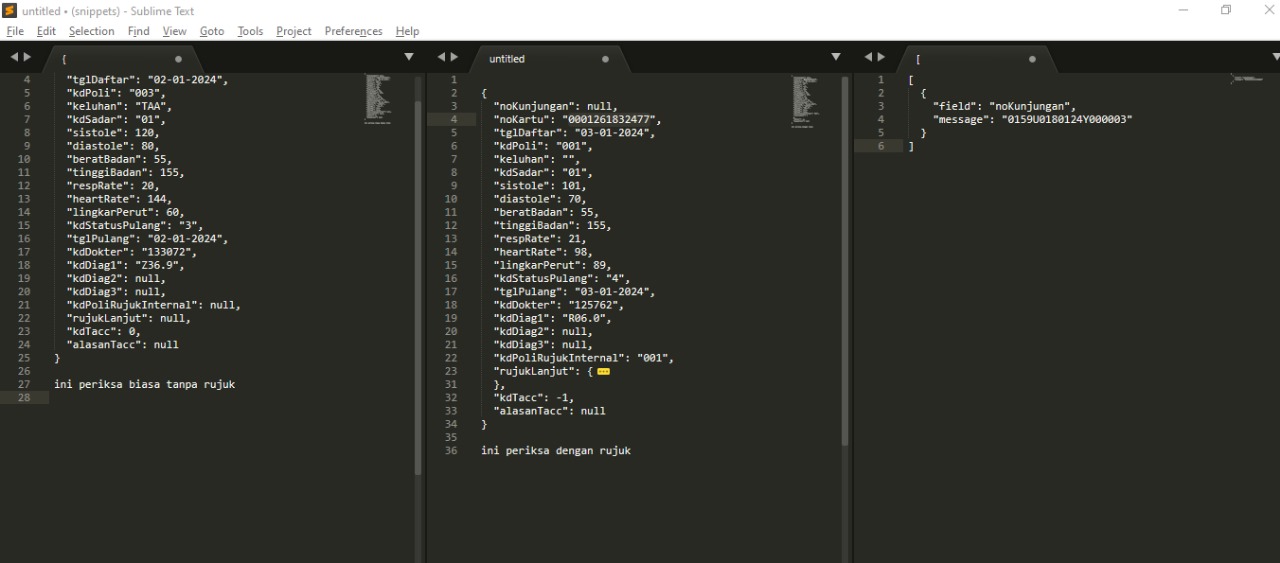 untitled • (snippets) - Sublime Text
File Edit Selection Find View Goto Tools Project Preferences Help
{
4 "tglDaftar": "02-01-2024",
5 "kdPoli": "003",
6 "keluhan": "TAA",
7 "kdSadar": "01",
8 "sistole": 120,
9 "diastole": 80,
10 "beratBadan": 55,
11 "tinggiBadan": 155,
12 "respRate": 20,
13 "heartRate": 144,
14 "lingkarPerut": 60,
15 "kdStatusPulang": "3",
16 "tglPulang": "02-01-2024",
17 "kdDokter": "133072",
18 "kdDiag1": "Z36.9",
19 "kdDiag2": null,
20 "kdDiag3": null,
21 "kdPoliRujukInternal": null,
22 "rujukLanjut": null,
23 "kdTacc": 0,
24 "alasanTacc": null
25 }
26
27 ini periksa biasa tanpa rujuk
28
untitled
1
2 {
3 "noKunjungan": null,
4 "noKartu": "0001261832477",
5 "tglDaftar": "03-01-2024",
6 "kdPoli": "001",
7 "keluhan": "",
8 "kdSadar": "01",
9 "sistole": 101,
10 "diastole": 70,
11 "beratBadan": 55,
12 "tinggiBadan": 155,
13 "respRate": 21,
14 "heartRate": 98,
15 "lingkarPerut": 89,
16 "kdStatusPulang": "4",
17 "tglPulang": "03-01-2024",
18 "kdDokter": "125762",
19 "kdDiag1": "R06.0",
20 "kdDiag2": null,
21 "kdDiag3": null,
22 "kdPoliRujukInternal": "001",
23 "rujukLanjut": {
31 },
32 "kdTacc": -1,
33 "alasanTacc": null
34 }
35
36 ini periksa dengan rujuk
[
1 [
2 {
3 "field": "noKunjungan",
4 "message": "0159U0180124Y000003"
5 }
6 ]